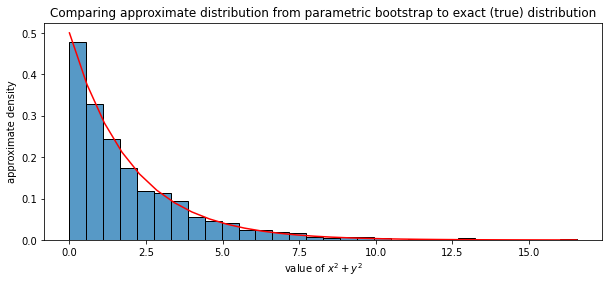 Comparing approximate distribution from parametric bootstrap to exact (true) distribution
0.5
0.4
0.3
0.2
0.1
0.0
approximate density
0.0 2.5 5.0 7.5 10.0 12.5 15.0
value of x² + y²